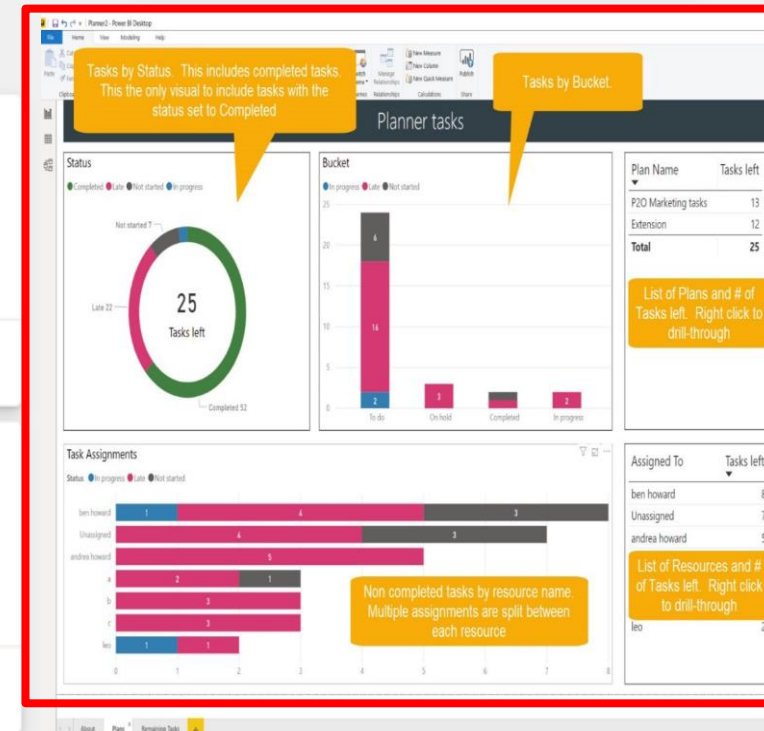 Planner2 - Power BI Desktop
File Home View Modeling Help
Paste
Manage
Relationships
New Measure
New Column
New Quick Measure
Publish
Relationships Calculations Share
Tasks by Status. This includes completed tasks.
This the only visual to include tasks with the
status set to Completed
Tasks by Bucket.
Planner tasks
Status
Completed Late Not started In progress
Not started 7
Late 22
25
Tasks left
Completed 52
Bucket
In progress Late Not started
25
20
15
10
5
0
6
16
2
3
2
To do On hold Completed In progress
Plan Name Tasks left
P2O Marketing tasks 13
Extension 12
Total 25
List of Plans and # of
Tasks left. Right click to
drill-through
Task Assignments
Status In progress Late Not started
ben howard 1 4 3
Unassigned 4 3
andrea howard 5
a 2 1
b 3
c 3
leo 1 1
0 1 2 3 4 5 6 7 8
Non completed tasks by resource name.
Multiple assignments are split between
each resource
Assigned To Tasks left
ben howard 8
Unassigned 7
andrea howard 5
List of Resources and #
of Tasks left. Right click
to drill-through
leo 2
About Plans Remaining Tasks